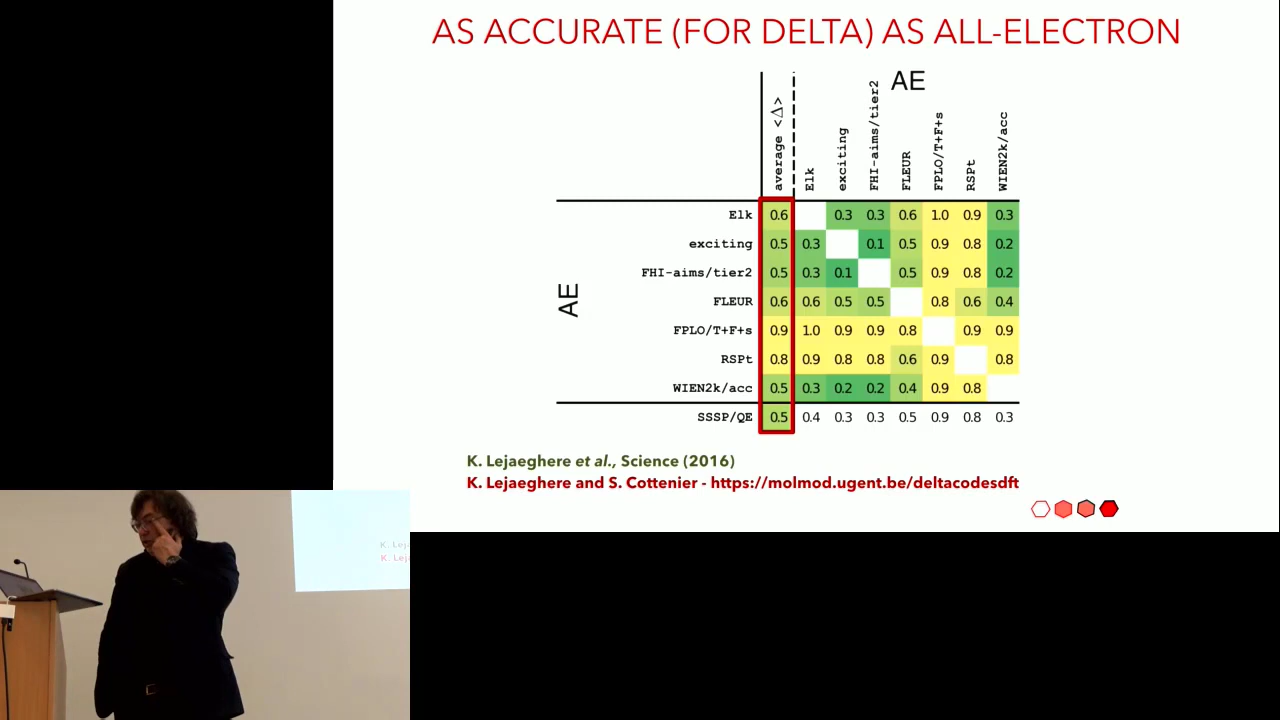 AS ACCURATE (FOR DELTA) AS ALL-ELECTRON
AE
average <Δ> Elk exciting FHI-aims/tier2 FLEUR FPLO/T+F+s RSPt WIEN2k/acc
AE
Elk 0.6 0.3 0.3 0.6 1.0 0.9 0.3
exciting 0.5 0.3 0.1 0.5 0.9 0.8 0.2
FHI-aims/tier2 0.5 0.3 0.1 0.5 0.9 0.8 0.2
FLEUR 0.6 0.6 0.5 0.5 0.8 0.6 0.4
FPLO/T+F+s 0.9 1.0 0.9 0.9 0.8 0.9 0.9
RSPt 0.8 0.9 0.8 0.8 0.6 0.9 0.8
WIEN2k/acc 0.5 0.3 0.2 0.2 0.4 0.9 0.8
SSSP/QE 0.5 0.4 0.3 0.3 0.5 0.9 0.8 0.3
K. Lejaeghere et al., Science (2016)
K. Lejaeghere and S. Cottenier - https://molmod.ugent.be/deltacodesdft
K. Lej
K. Lej